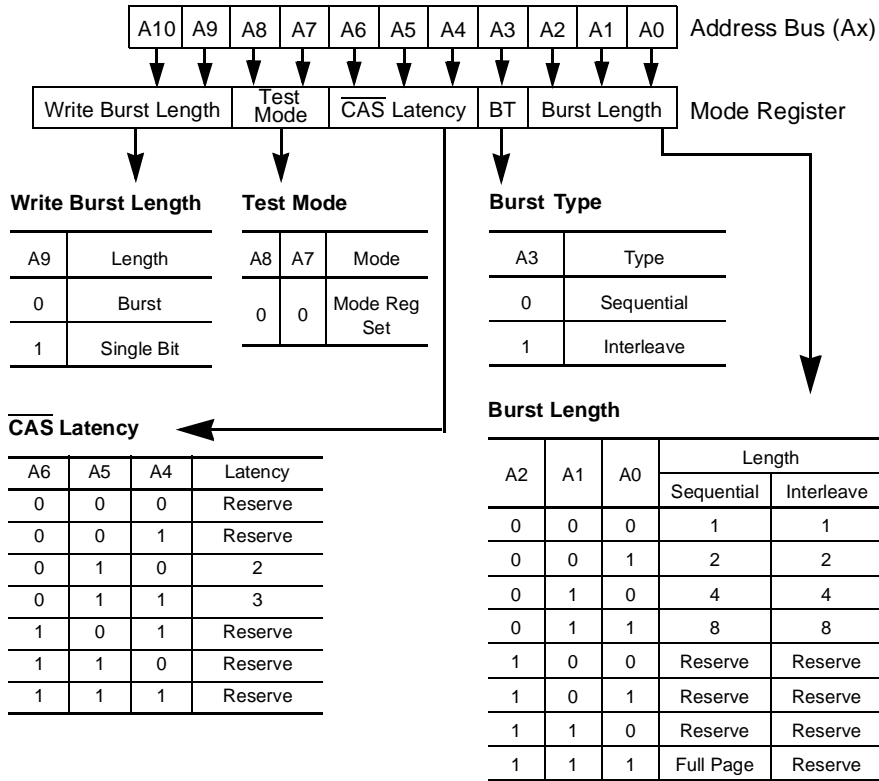 A10 A9 A8 A7 A6 A5 A4 A3 A2 A1 A0 Address Bus (Ax)
Write Burst Length Test Mode CAS Latency BT Burst Length Mode Register
Write Burst Length
A9 Length
0 Burst
1 Single Bit
Test Mode
A8 A7 Mode
0 0 Mode Reg
Set
Burst Type
A3 Type
0 Sequential
1 Interleave
CAS Latency
A6 A5 A4 Latency
0 0 0 Reserve
0 0 1 Reserve
0 1 0 2
0 1 1 3
1 0 1 Reserve
1 1 0 Reserve
1 1 1 Reserve
Burst Length
A2 A1 A0 Length
Sequential Interleave
0 0 0 1 1
0 0 1 2 2
0 1 0 4 4
0 1 1 8 8
1 0 0 Reserve Reserve
1 0 1 Reserve Reserve
1 1 0 Reserve Reserve
1 1 1 Full Page Reserve